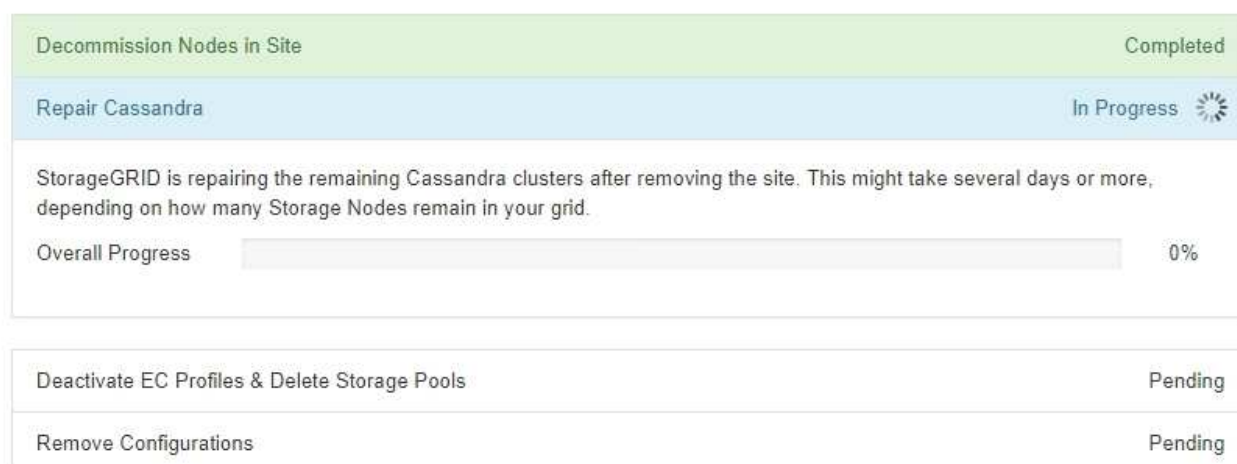 Decommission Nodes in Site Completed
Repair Cassandra In Progress
StorageGRID is repairing the remaining Cassandra clusters after removing the site. This might take several days or more,
depending on how many Storage Nodes remain in your grid.
Overall Progress 0%
Deactivate EC Profiles & Delete Storage Pools Pending
Remove Configurations Pending